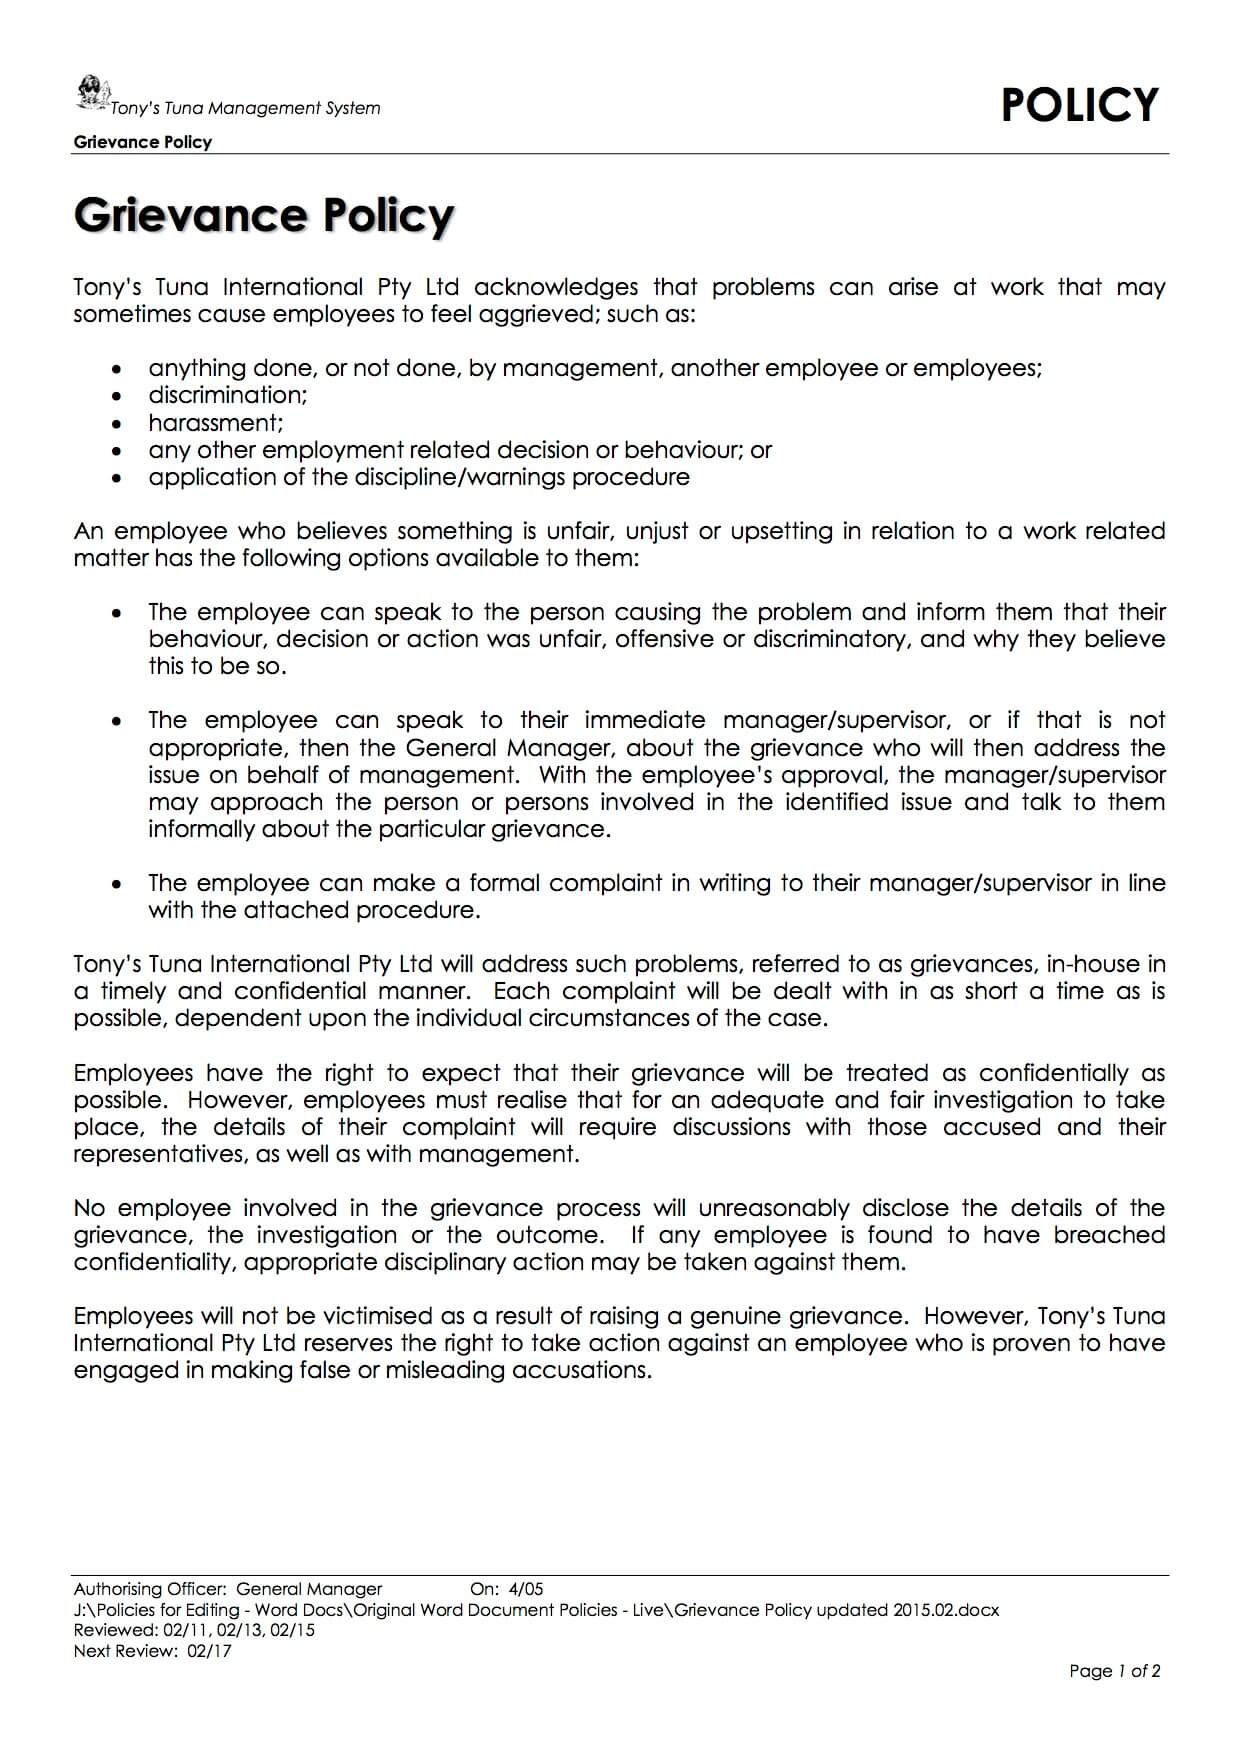 Tony's Tuna Management System
POLICY
Grievance Policy
Grievance Policy
Tony's Tuna International Pty Ltd acknowledges that problems can arise at work that may
sometimes cause employees to feel aggrieved; such as:
• anything done, or not done, by management, another employee or employees;
• discrimination;
• harassment;
• any other employment related decision or behaviour; or
• application of the discipline/warnings procedure
An employee who believes something is unfair, unjust or upsetting in relation to a work related
matter has the following options available to them:
• The employee can speak to the person causing the problem and inform them that their
behaviour, decision or action was unfair, offensive or discriminatory, and why they believe
this to be so.
• The employee can speak to their immediate manager/supervisor, or if that is not
appropriate, then the General Manager, about the grievance who will then address the
issue on behalf of management.  With the employee's approval, the manager/supervisor
may approach the person or persons involved in the identified issue and talk to them
informally about the particular grievance.
• The employee can make a formal complaint in writing to their manager/supervisor in line
with the attached procedure.
Tony's Tuna International Pty Ltd will address such problems, referred to as grievances, in-house in
a timely and confidential manner.  Each complaint will be dealt with in as short a time as is
possible, dependent upon the individual circumstances of the case.
Employees have the right to expect that their grievance will be treated as confidentially as
possible.  However, employees must realise that for an adequate and fair investigation to take
place, the details of their complaint will require discussions with those accused and their
representatives, as well as with management.
No employee involved in the grievance process will unreasonably disclose the details of the
grievance, the investigation or the outcome.  If any employee is found to have breached
confidentiality, appropriate disciplinary action may be taken against them.
Employees will not be victimised as a result of raising a genuine grievance.  However, Tony's Tuna
International Pty Ltd reserves the right to take action against an employee who is proven to have
engaged in making false or misleading accusations.
Authorising Officer:  General Manager On:  4/05
J:\Policies for Editing - Word Docs\Original Word Document Policies - Live\Grievance Policy updated 2015.02.docx
Reviewed: 02/11, 02/13, 02/15
Next Review:  02/17
Page 1 of 2